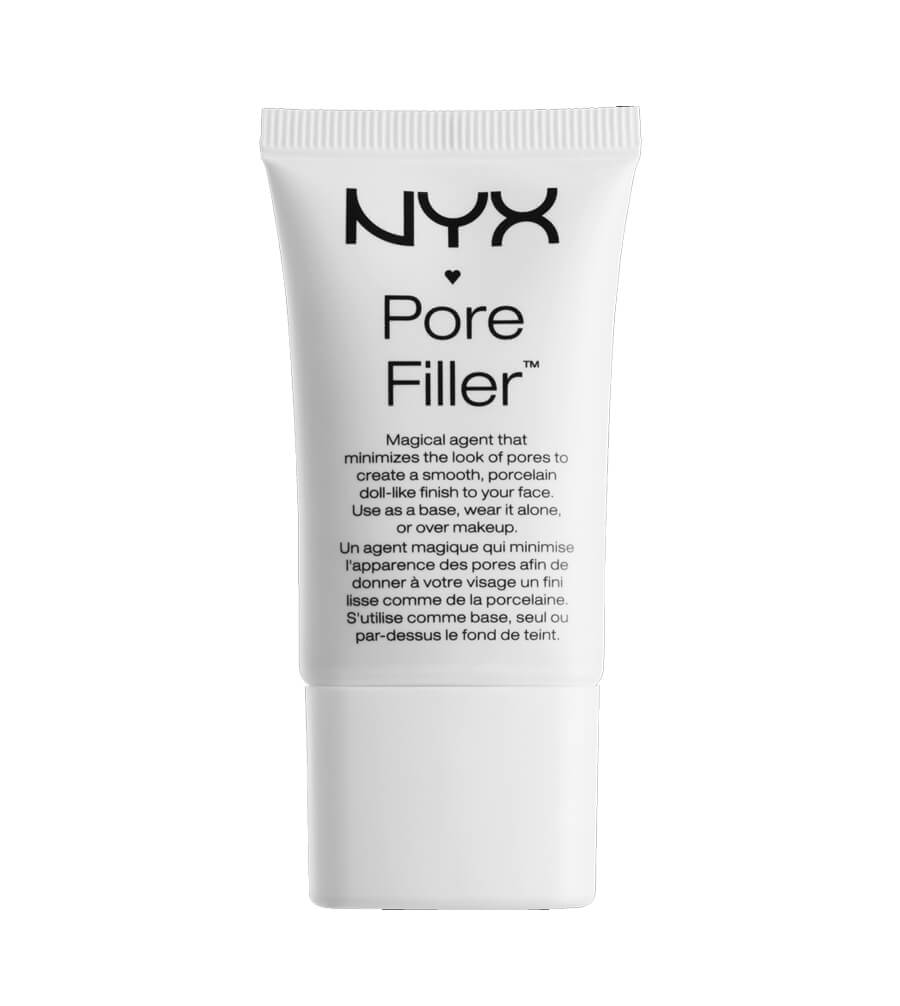 NYX
Pore
Filler™
Magical agent that
minimizes the look of pores to
create a smooth, porcelain
doll-like finish to your face.
Use as a base, wear it alone,
or over makeup.
Un agent magique qui minimise
l'apparence des pores afin de
donner à votre visage un fini
lisse comme de la porcelaine.
S'utilise comme base, seul ou
par-dessus le fond de teint.